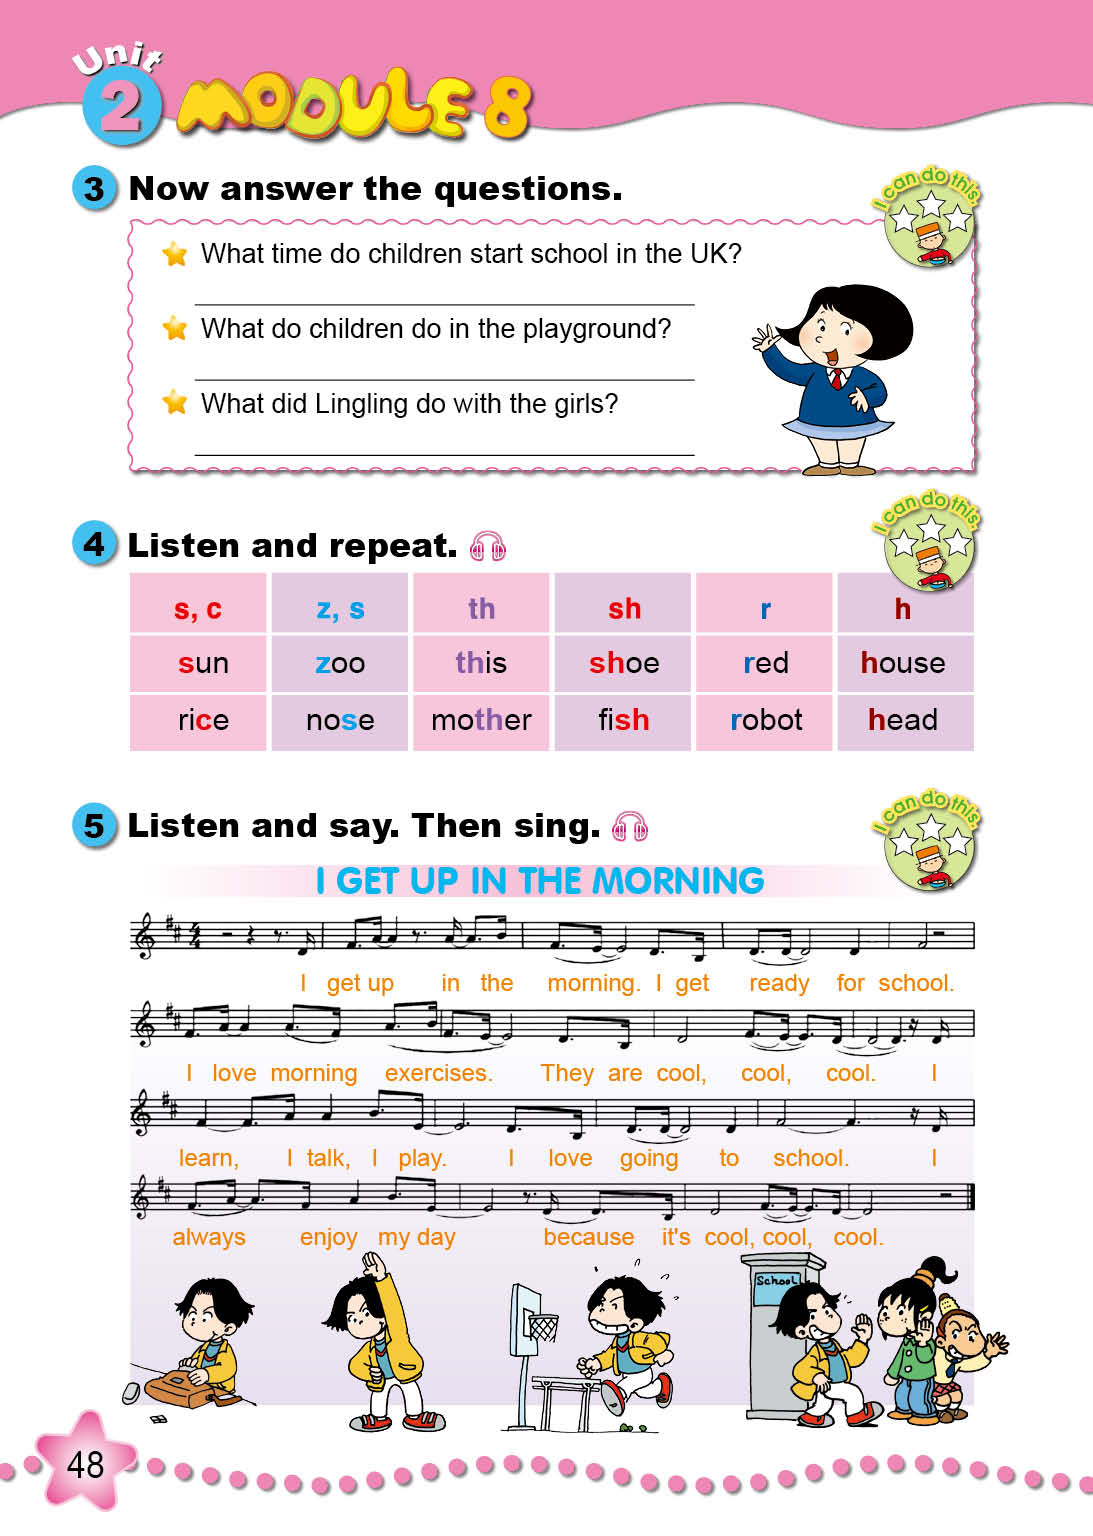 Unit
2 MODULE 8
3 Now answer the questions.
I can do this.
What time do children start school in the UK?
What do children do in the playground?
What did Lingling do with the girls?
4 Listen and repeat.
I can do this.
s, c z, s th sh r h
sun zoo this shoe red house
rice nose mother fish robot head
5 Listen and say. Then sing.
I can do this.
I GET UP IN THE MORNING
I get up in the morning. I get ready for school.
I love morning exercises. They are cool, cool, cool. I
learn, I talk, I play. I love going to school. I
always enjoy my day because it's cool, cool, cool.
School
48